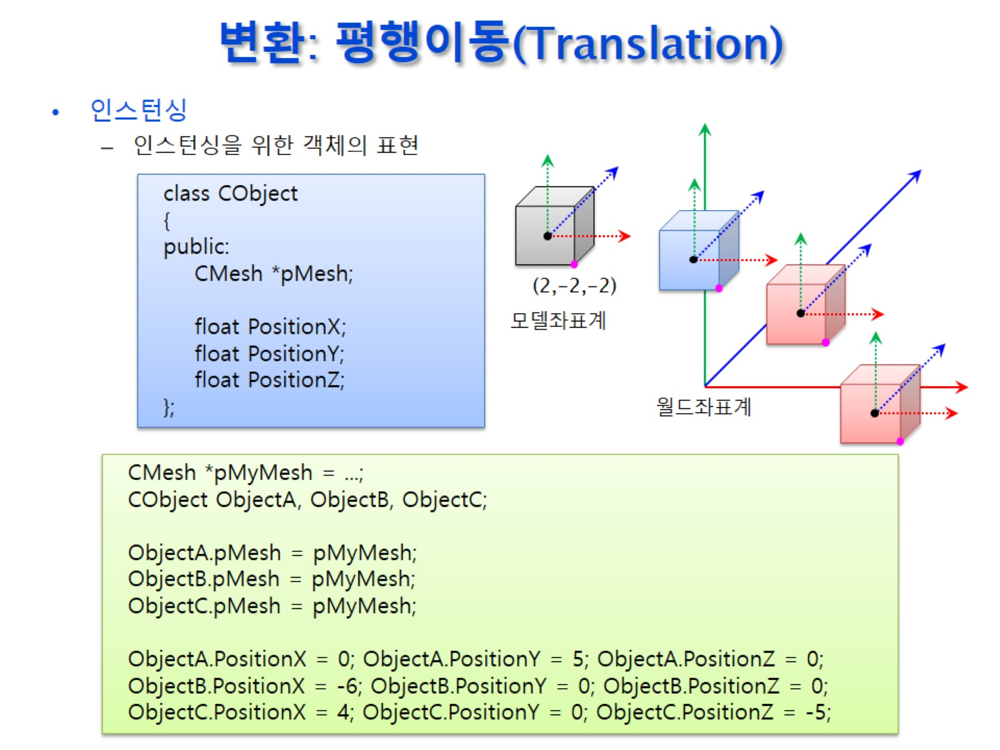 변환: 평행이동(Translation)
• 인스턴싱
– 인스턴싱을 위한 객체의 표현
class CObject
{
public:
CMesh *pMesh;
float PositionX;
float PositionY;
float PositionZ;
};
(2,-2,-2)
모델좌표계
월드좌표계
CMesh *pMyMesh = ...;
CObject ObjectA, ObjectB, ObjectC;
ObjectA.pMesh = pMyMesh;
ObjectB.pMesh = pMyMesh;
ObjectC.pMesh = pMyMesh;
ObjectA.PositionX = 0; ObjectA.PositionY = 5; ObjectA.PositionZ = 0;
ObjectB.PositionX = -6; ObjectB.PositionY = 0; ObjectB.PositionZ = 0;
ObjectC.PositionX = 4; ObjectC.PositionY = 0; ObjectC.PositionZ = -5;